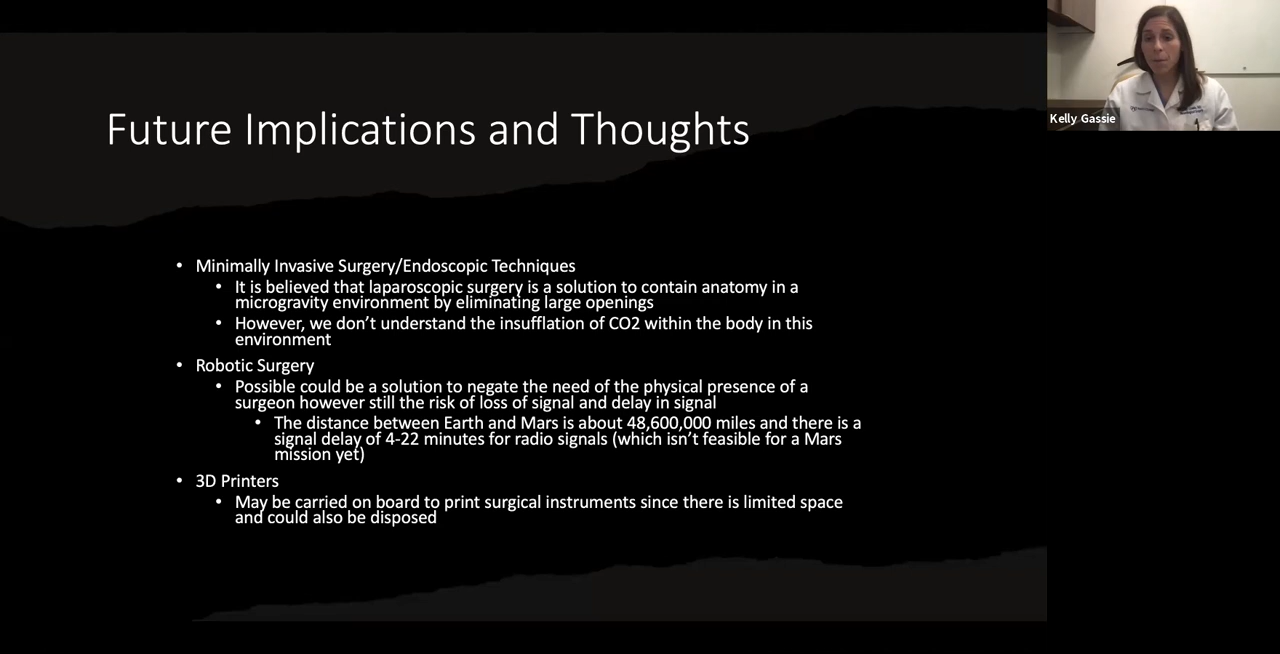 Future Implications and Thoughts
Kelly Gassie
• Minimally Invasive Surgery/Endoscopic Techniques
• It is believed that laparoscopic surgery is a solution to contain anatomy in a
microgravity environment by eliminating large openings
• However, we don't understand the insufflation of CO2 within the body in this
environment
• Robotic Surgery
• Possible could be a solution to negate the need of the physical presence of a
surgeon however still the risk of loss of signal and delay in signal
• The distance between Earth and Mars is about 48,600,000 miles and there is a
signal delay of 4-22 minutes for radio signals (which isn't feasible for a Mars
mission yet)
• 3D Printers
• May be carried on board to print surgical instruments since there is limited space
and could also be disposed